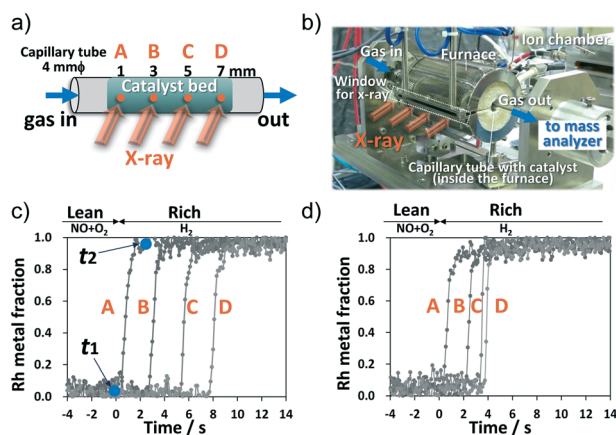 a)
Capillary tube
4 mmϕ
A B C D
1 3 5 7 mm
Catalyst bed
gas in
out
X-ray
b)
Gas in
Furnace
Ion chamber
Window
for x-ray
Gas out
X-ray
to mass
analyzer
Capillary tube with catalyst
(inside the furnace)
c)
Lean Rich
NO+O₂ H₂
Rh metal fraction
1.0
0.8
0.6
0.4
0.2
0.0
t2
A B C D
t1
-4 -2 0 2 4 6 8 10 12 14
Time / s
d)
Lean Rich
NO+O₂ H₂
Rh metal fraction
1.0
0.8
0.6
0.4
0.2
0.0
A B C D
-4 -2 0 2 4 6 8 10 12 14
Time / s